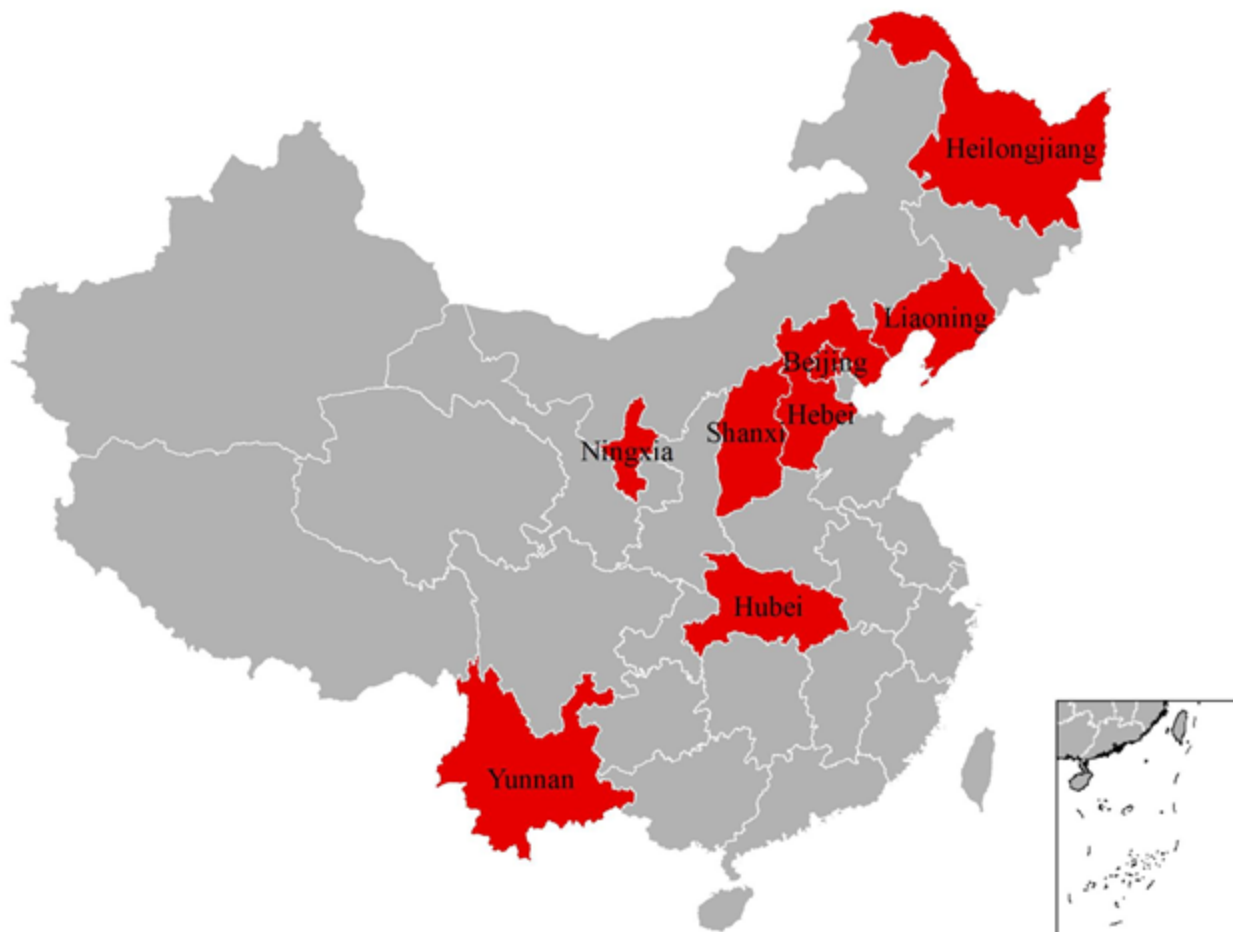 Heilongjiang
Liaoning
Beijing
Hebei
Shanxi
Ningxia
Hubei
Yunnan